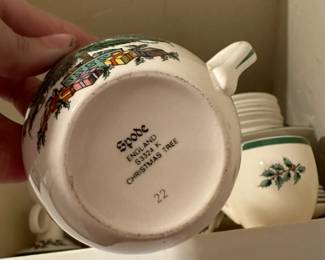 Spode
ENGLAND
S3324 K
CHRISTMAS TREE
22